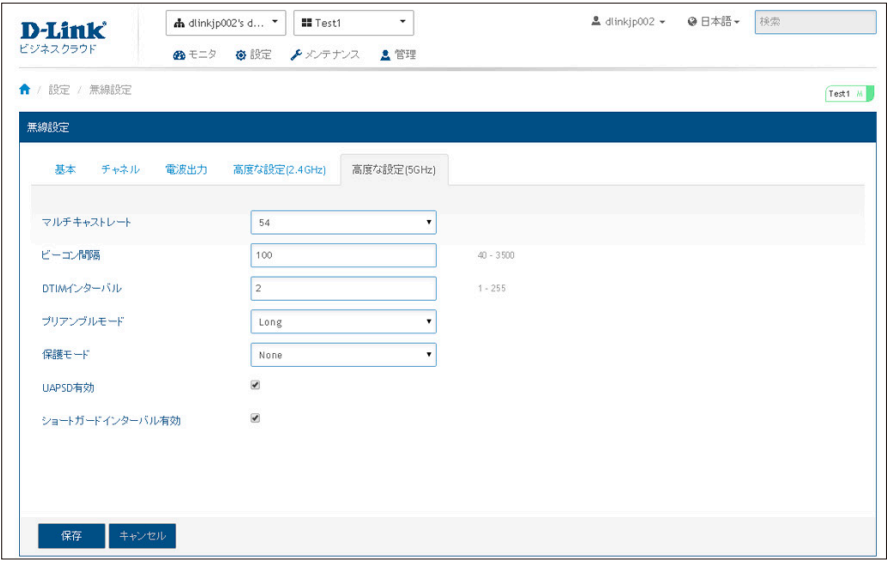 D-Link
ビジネスクラウド
dlinkjp002's d...
Test1
dlinkjp002
日本語
検索
モニタ
設定
メンテナンス
管理
/ 設定 / 無線設定
Test1
無線設定
基本
チャネル
電波出力
高度な設定(2.4GHz)
高度な設定(5GHz)
マルチキャストレート 54
ビーコン間隔 100 40 - 3500
DTIMインターバル 2 1 - 255
プリアンブルモード Long
保護モード None
UAPSD有効
ショートガードインターバル有効
保存 キャンセル